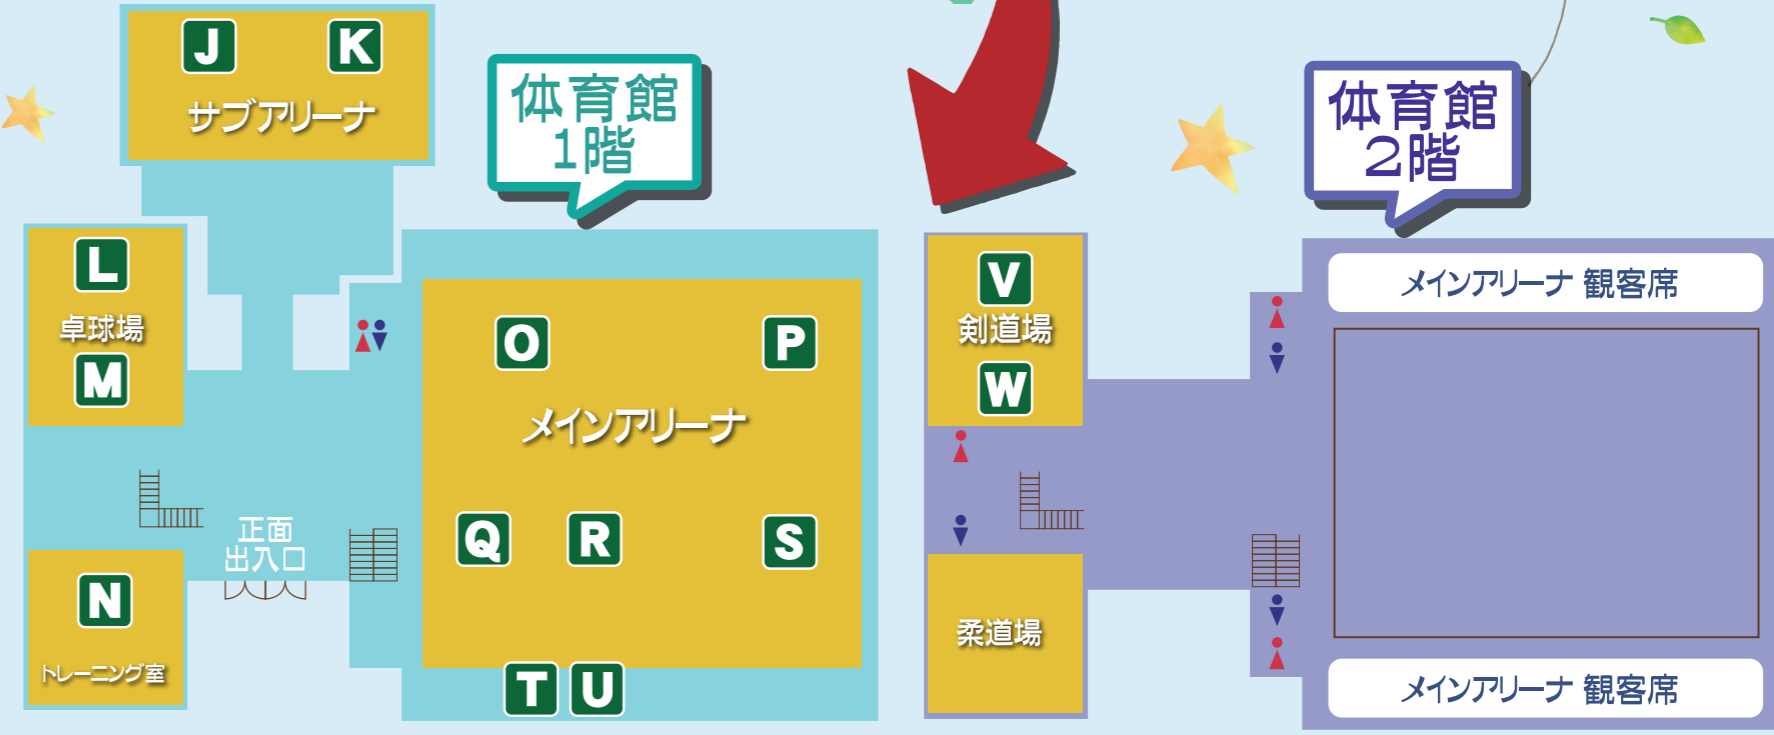 J K
サブアリーナ
体育館
1階
L
卓球場
M
O P
メインアリーナ
Q R S
正面
出入口
N
トレーニング室
T U
体育館
2階
V
剣道場
W
柔道場
メインアリーナ 観客席
メインアリーナ 観客席